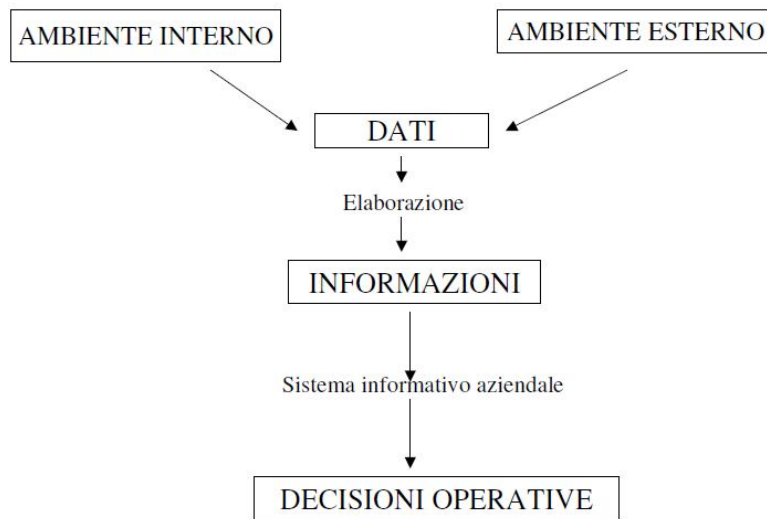 AMBIENTE INTERNO
AMBIENTE ESTERNO
DATI
Elaborazione
INFORMAZIONI
Sistema informativo aziendale
DECISIONI OPERATIVE